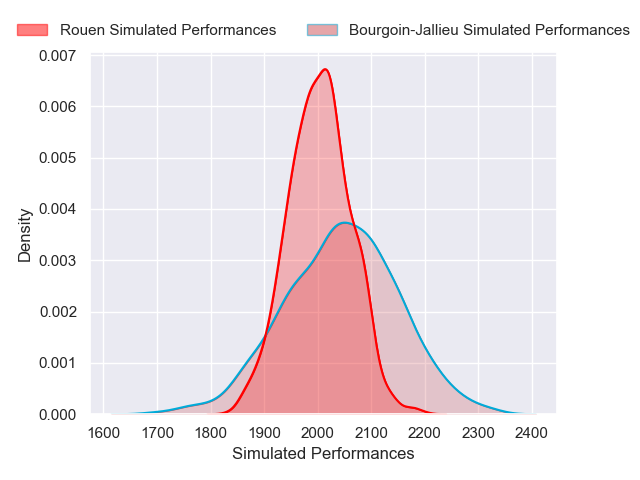 Rouen Simulated Performances
Bourgoin-Jallieu Simulated Performances
0.007
0.006
0.005
0.004
0.003
0.002
0.001
0.000
Density
1600 1700 1800 1900 2000 2100 2200 2300 2400
Simulated Performances